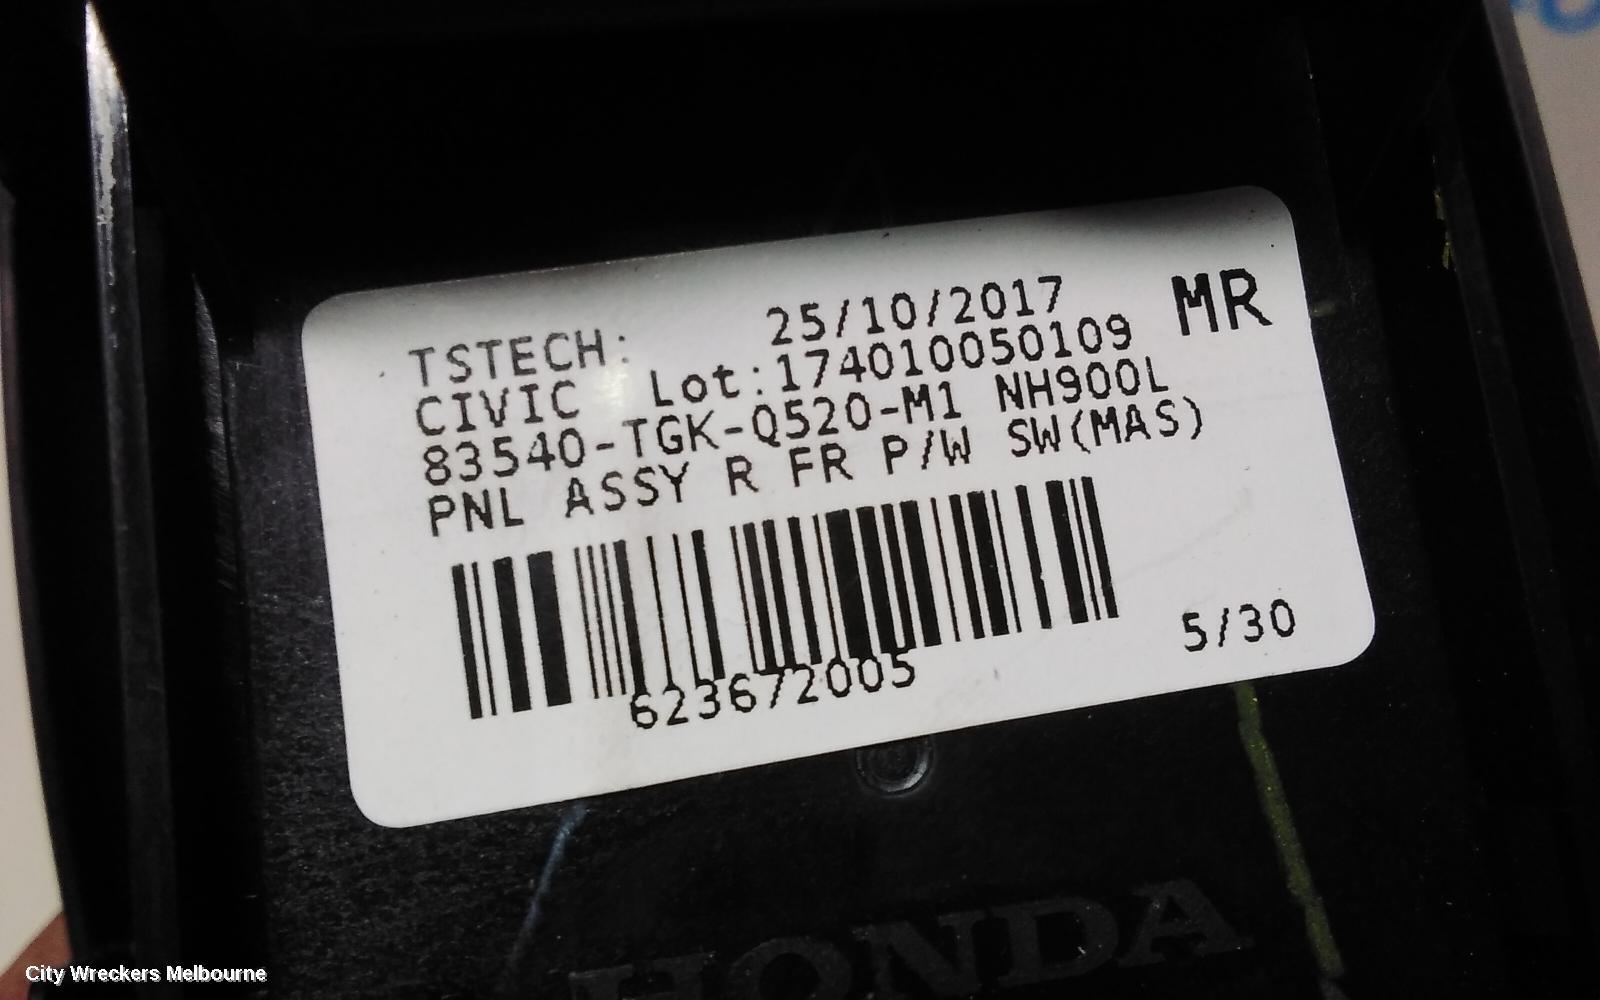 TSTECH: 25/10/2017 MR
CIVIC Lot:174010050109
83540-TGK-Q520-M1 NH900L
PNL ASSY R FR P/W SW(MAS)
623672005
5/30
HONDA
City Wreckers Melbourne